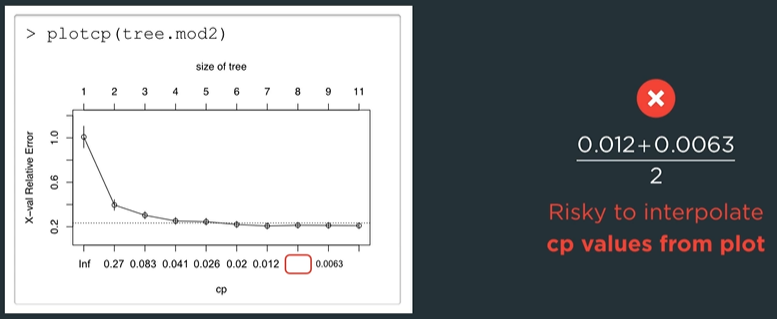 > plotcp(tree.mod2)
size of tree
1 2 3 4 5 6 7 8 9 11
X-val Relative Error
1.0
0.6
0.2
Inf 0.27 0.083 0.041 0.026 0.02 0.012 0.0063
cp
0.012+0.0063
2
Risky to interpolate
cp values from plot